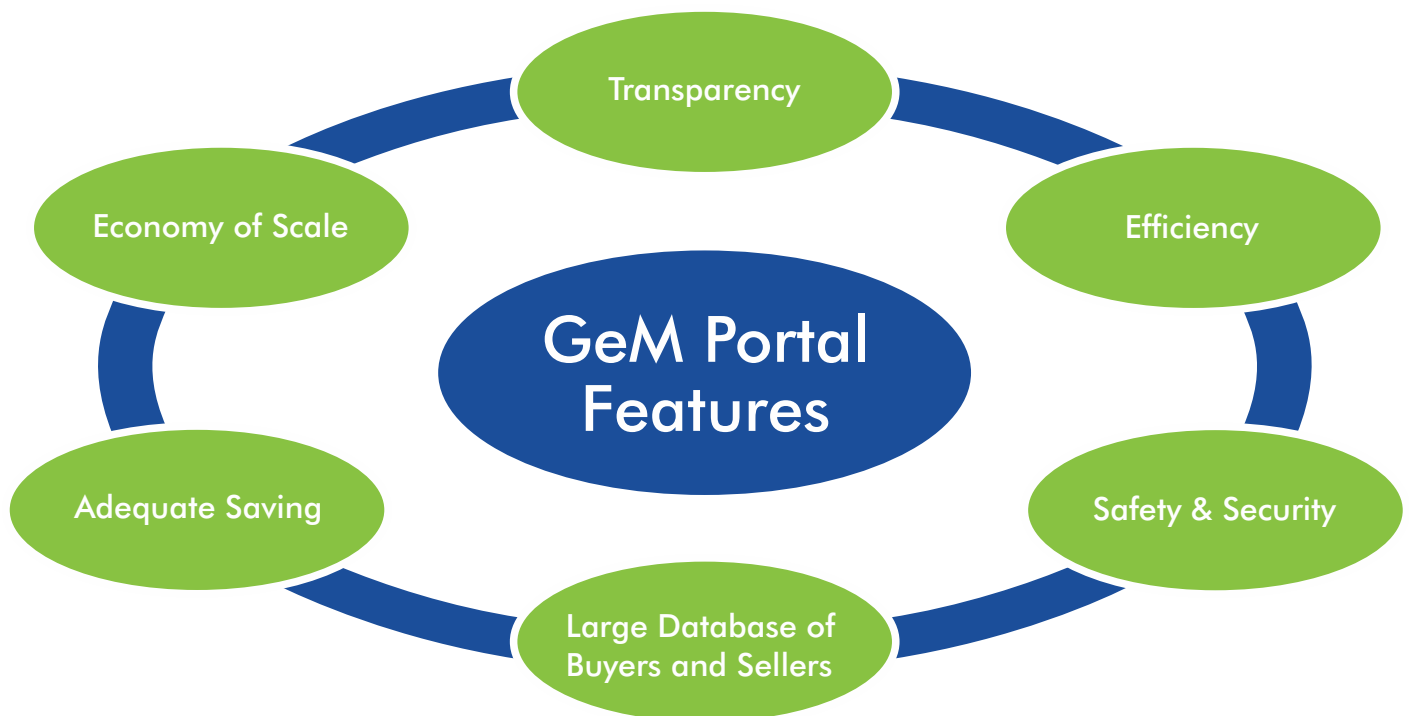 Transparency
Economy of Scale
Efficiency
GeM Portal
Features
Adequate Saving
Safety & Security
Large Database of
Buyers and Sellers